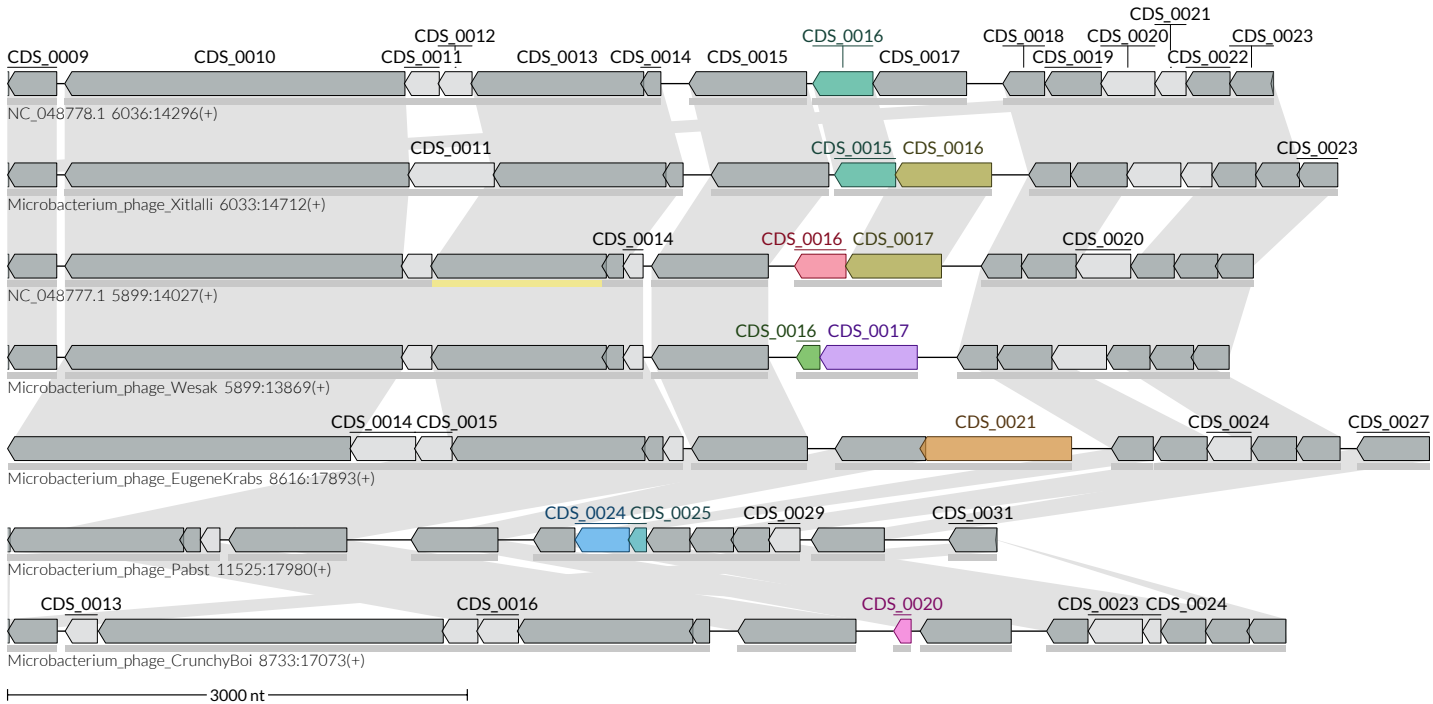 CDS_0021
CDS_0012 CDS_0016 CDS_0018 CDS_0020 CDS_0023
CDS_0009 CDS_0010 CDS_0011 CDS_0013 CDS_0014 CDS_0015 CDS_0017 CDS_0019 CDS_0022
NC_048778.1 6036:14296(+)
CDS_0011 CDS_0015 CDS_0016 CDS_0023
Microbacterium_phage_Xitlalli 6033:14712(+)
CDS_0014 CDS_0016 CDS_0017 CDS_0020
NC_048777.1 5899:14027(+)
CDS_0016 CDS_0017
Microbacterium_phage_Wesak 5899:13869(+)
CDS_0014 CDS_0015 CDS_0021 CDS_0024 CDS_0027
Microbacterium_phage_EugeneKrabs 8616:17893(+)
CDS_0024 CDS_0025 CDS_0029 CDS_0031
Microbacterium_phage_Pabst 11525:17980(+)
CDS_0013 CDS_0016 CDS_0020 CDS_0023 CDS_0024
Microbacterium_phage_CrunchyBoi 8733:17073(+)
3000 nt